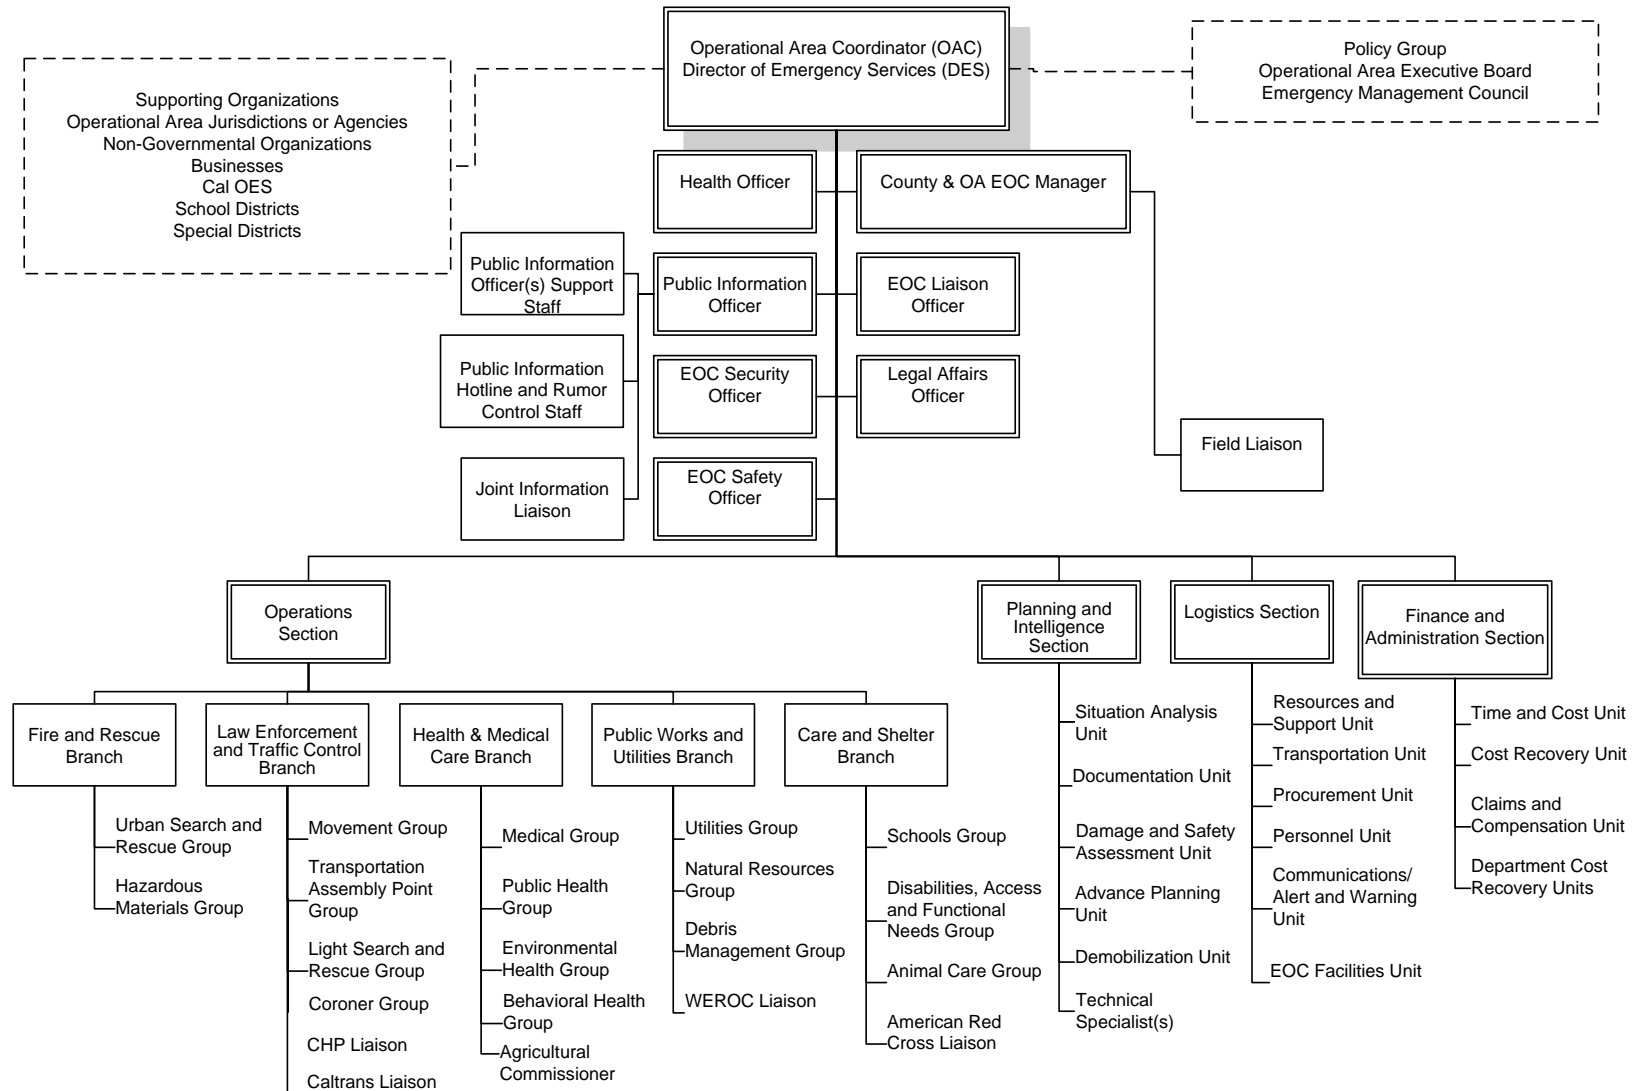 Operational Area Coordinator (OAC)
Director of Emergency Services (DES)
Policy Group
Operational Area Executive Board
Emergency Management Council
Supporting Organizations
Operational Area Jurisdictions or Agencies
Non-Governmental Organizations
Businesses
Cal OES
School Districts
Special Districts
Health Officer
County & OA EOC Manager
Public Information
Officer(s) Support
Staff
Public Information
Officer
EOC Liaison
Officer
Public Information
Hotline and Rumor
Control Staff
EOC Security
Officer
Legal Affairs
Officer
Field Liaison
Joint Information
Liaison
EOC Safety
Officer
Operations
Section
Planning and
Intelligence
Section
Logistics Section
Finance and
Administration Section
Fire and Rescue
Branch
Law Enforcement
and Traffic Control
Branch
Health & Medical
Care Branch
Public Works and
Utilities Branch
Care and Shelter
Branch
Urban Search and
Rescue Group
Hazardous
Materials Group
Movement Group
Transportation
Assembly Point
Group
Light Search and
Rescue Group
Coroner Group
CHP Liaison
Caltrans Liaison
Medical Group
Public Health
Group
Environmental
Health Group
Behavioral Health
Group
Agricultural
Commissioner
Utilities Group
Natural Resources
Group
Debris
Management Group
WEROC Liaison
Schools Group
Disabilities, Access
and Functional
Needs Group
Animal Care Group
American Red
Cross Liaison
Situation Analysis
Unit
Documentation Unit
Damage and Safety
Assessment Unit
Advance Planning
Unit
Demobilization Unit
Technical
Specialist(s)
Resources and
Support Unit
Transportation Unit
Procurement Unit
Personnel Unit
Communications/
Alert and Warning
Unit
EOC Facilities Unit
Time and Cost Unit
Cost Recovery Unit
Claims and
Compensation Unit
Department Cost
Recovery Units